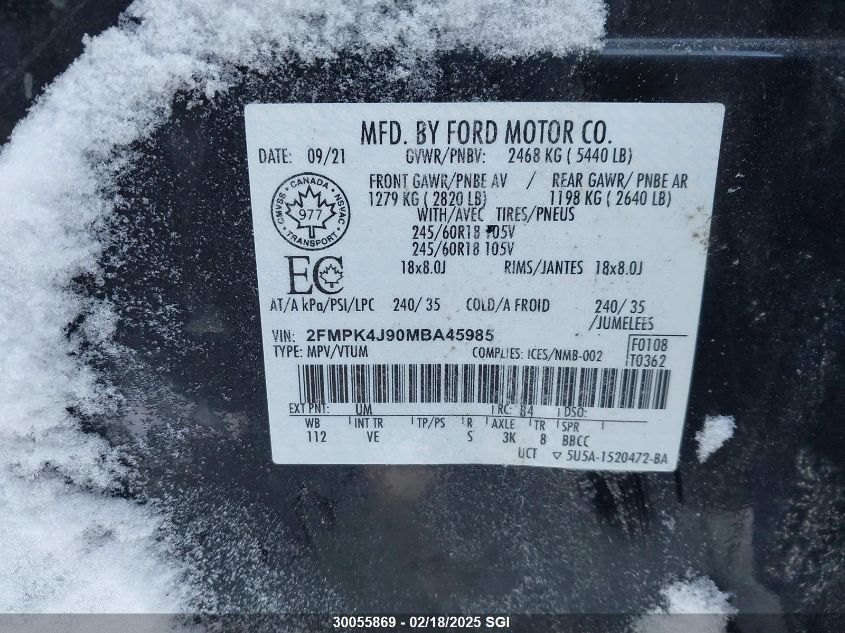 MFD. BY FORD MOTOR CO.
DATE: 09/21 GVWR/PNBV: 2468 KG ( 5440 LB)
FRONT GAWR/PNBE AV / REAR GAWR/ PNBE AR
1279 KG ( 2820 LB) 1198 KG ( 2640 LB)
WITH/AVEC TIRES/PNEUS
245/60R18 105V
245/60R18 105V
18x8.0J RIMS/JANTES 18x8.0J
CANADA
CMVSS 977 NSVAC
TRANSPORT
EC
AT/A kPa/PSI/LPC 240/ 35 COLD/A FROID 240/ 35
/JUMELEES
VIN: 2FMPK4J90MBA45985
TYPE: MPV/VTUM COMPLIES: ICES/NMB-002
F0108
T0362
EXT PNT: UM RC: 84 DSO:
WB INT TR TP/PS R AXLE TR SPR
112 VE S 3K 8 BBCC
UCT ▽ 5U5A-1520472-BA
30055869 - 02/18/2025 SGI